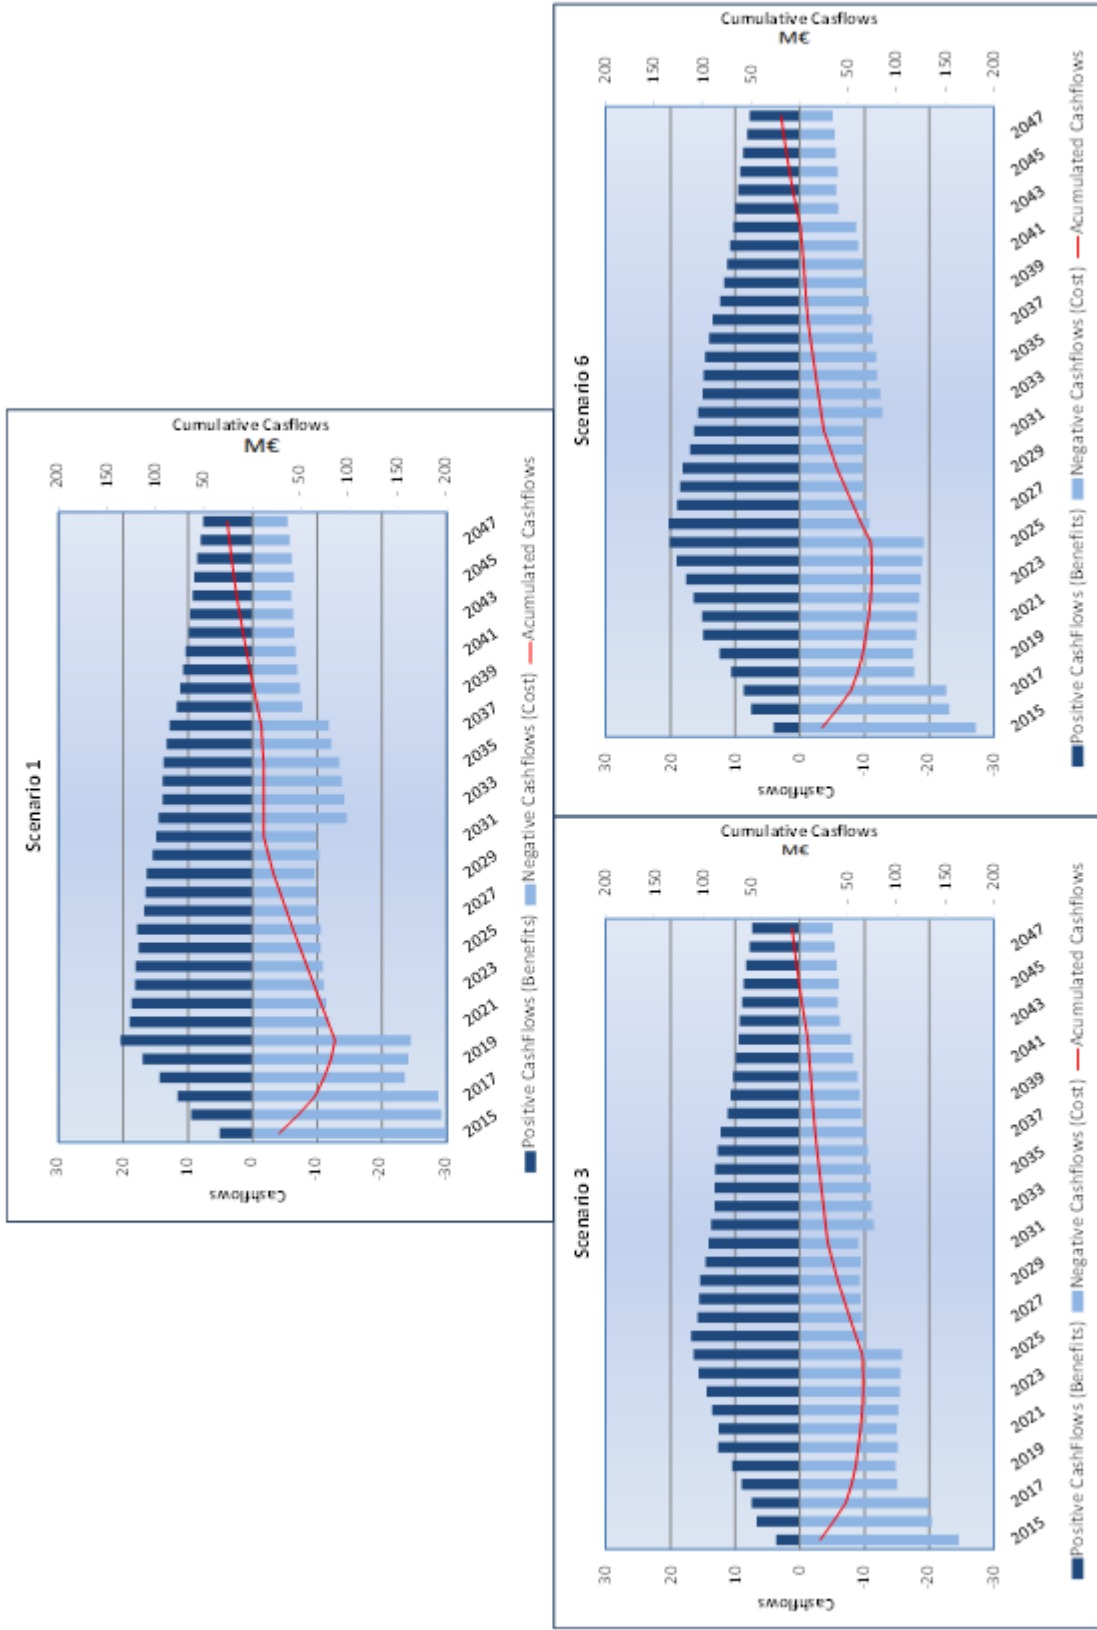 Scenario 1
30
20
10
0
-10
-20
-30
Cashflows
200
150
100
50
- 50
- 100
- 150
- 200
Cumulative Casflows
M€
2015 2017 2019 2021 2023 2025 2027 2029 2031 2033 2035 2037 2039 2041 2043 2045 2047
Positive CashFlows (Benefits) Negative Cashflows (Cost) Acumulated Cashflows
Scenario 3
30
20
10
0
-10
-20
-30
Cashflows
200
150
100
50
- 50
- 100
- 150
- 200
Cumulative Casflows
M€
2015 2017 2019 2021 2023 2025 2027 2029 2031 2033 2035 2037 2039 2041 2043 2045 2047
Positive CashFlows (Benefits) Negative Cashflows (Cost) Acumulated Cashflows
Scenario 6
30
20
10
0
-10
-20
-30
Cashflows
200
150
100
50
- 50
- 100
- 150
- 200
Cumulative Casflows
M€
2015 2017 2019 2021 2023 2025 2027 2029 2031 2033 2035 2037 2039 2041 2043 2045 2047
Positive CashFlows (Benefits) Negative Cashflows (Cost) Acumulated Cashflows